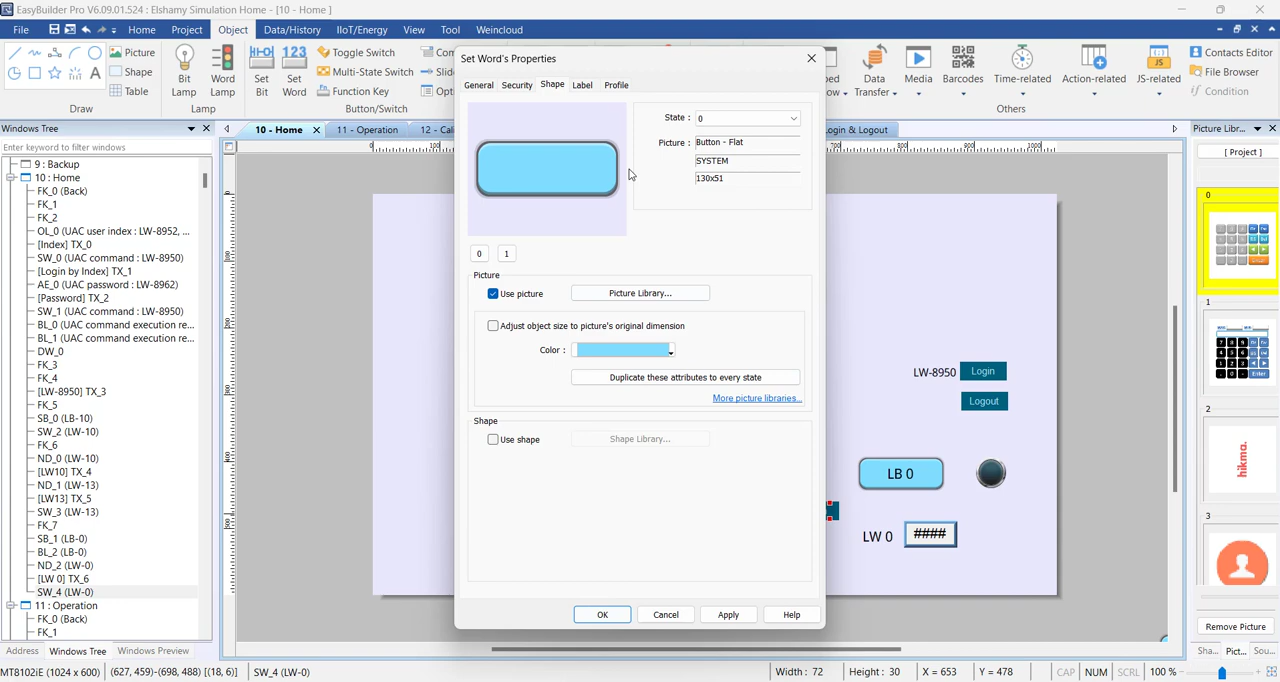 EasyBuilder Pro V6.09.01.524 : Elshamy Simulation Home - [10 - Home ]
File Home Project Object Data/History IIoT/Energy View Tool Weincloud
Picture
Shape
Table
Draw
Bit Lamp
Word Lamp
Lamp
Set Bit
123 Set Word
Toggle Switch
Multi-State Switch
Function Key
Button/Switch
Data Transfer
Media
Barcodes
Time-related
Action-related
JS
JS-related
Others
Contacts Editor
File Browser
Condition
Windows Tree
Enter keyword to filter windows
9 : Backup
10 : Home
FK_0 (Back)
FK_1
FK_2
OL_0 (UAC user index : LW-8952, ...
[Index] TX_0
SW_0 (UAC command : LW-8950)
[Login by Index] TX_1
AE_0 (UAC password : LW-8962)
[Password] TX_2
SW_1 (UAC command : LW-8950)
BL_0 (UAC command execution re...
BL_1 (UAC command execution re...
DW_0
FK_3
FK_4
[LW-8950] TX_3
FK_5
SB_0 (LB-10)
SW_2 (LW-10)
FK_6
ND_0 (LW-10)
[LW10] TX_4
ND_1 (LW-13)
[LW13] TX_5
SW_3 (LW-13)
FK_7
SB_1 (LB-0)
BL_2 (LB-0)
ND_2 (LW-0)
[LW 0] TX_6
SW_4 (LW-0)
11 : Operation
FK_0 (Back)
FK_1
Address Windows Tree Windows Preview
10 - Home 11 - Operation
Login & Logout
Set Word's Properties
General Security Shape Label Profile
State : 0
Picture : Button - Flat
SYSTEM
130x51
0 1
Picture
Use picture Picture Library...
Adjust object size to picture's original dimension
Color :
Duplicate these attributes to every state
More picture libraries...
Shape
Use shape Shape Library...
OK Cancel Apply Help
LW-8950 Login
Logout
LB 0
LW 0 ####
Picture Libr...
[ Project ]
0
1
2
hikma.
3
Remove Picture
Sha... Pict... Sou...
MT8102iE (1024 x 600) (627, 459)-(698, 488) [(18, 6)] SW_4 (LW-0) Width : 72 Height : 30 X = 653 Y = 478 CAP NUM SCRL 100 %